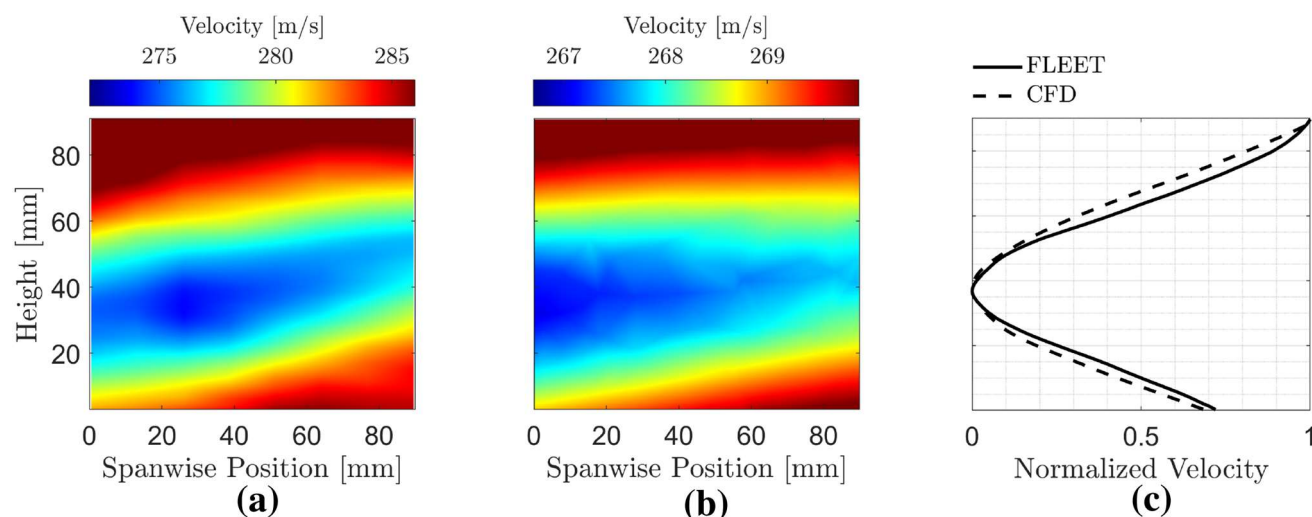 Velocity [m/s]
275 280 285
80
60
40
20
Height [mm]
0 20 40 60 80
Spanwise Position [mm]
(a)
Velocity [m/s]
267 268 269
0 20 40 60 80
Spanwise Position [mm]
(b)
FLEET
CFD
0 0.5 1
Normalized Velocity
(c)